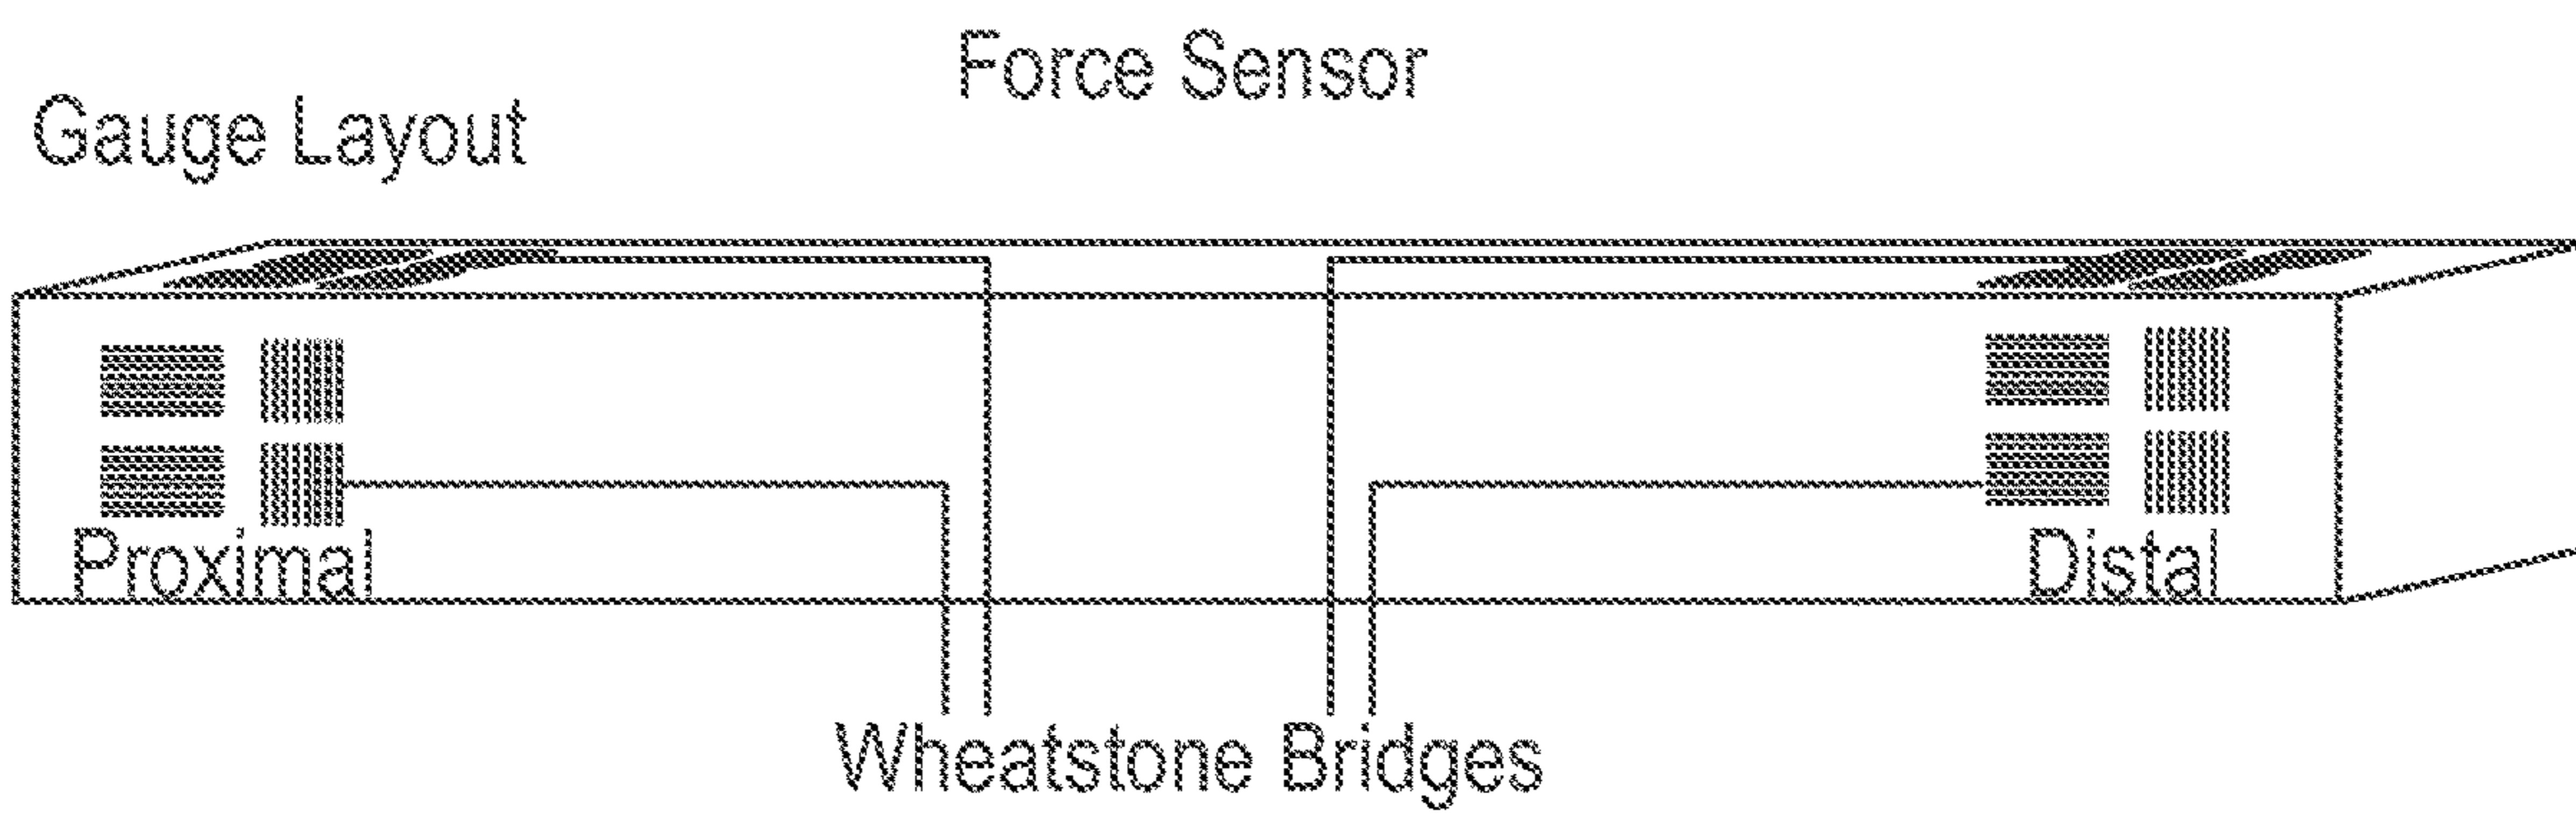 Force Sensor
Gauge Layout
Proximal
Distal
Wheatstone Bridges